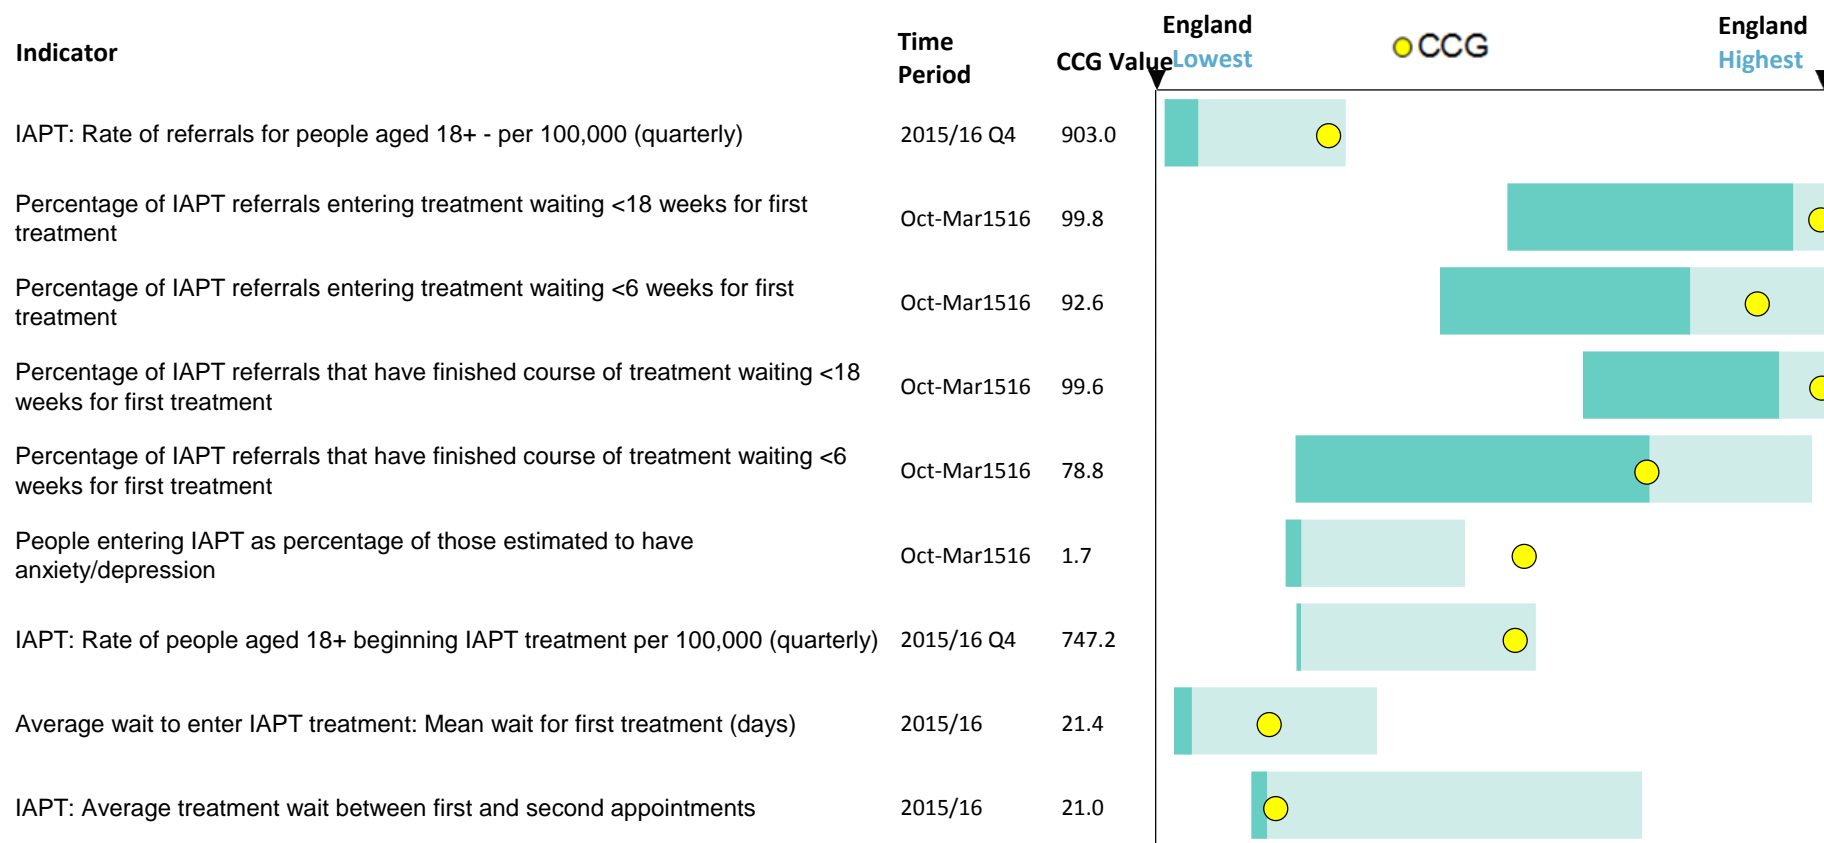 Indicator
Time
Period
CCG Value
England
Lowest
CCG
England
Highest
IAPT: Rate of referrals for people aged 18+ - per 100,000 (quarterly) 2015/16 Q4 903.0
Percentage of IAPT referrals entering treatment waiting <18 weeks for first
treatment
Oct-Mar1516 99.8
Percentage of IAPT referrals entering treatment waiting <6 weeks for first
treatment
Oct-Mar1516 92.6
Percentage of IAPT referrals that have finished course of treatment waiting <18
weeks for first treatment
Oct-Mar1516 99.6
Percentage of IAPT referrals that have finished course of treatment waiting <6
weeks for first treatment
Oct-Mar1516 78.8
People entering IAPT as percentage of those estimated to have
anxiety/depression
Oct-Mar1516 1.7
IAPT: Rate of people aged 18+ beginning IAPT treatment per 100,000 (quarterly) 2015/16 Q4 747.2
Average wait to enter IAPT treatment: Mean wait for first treatment (days) 2015/16 21.4
IAPT: Average treatment wait between first and second appointments 2015/16 21.0